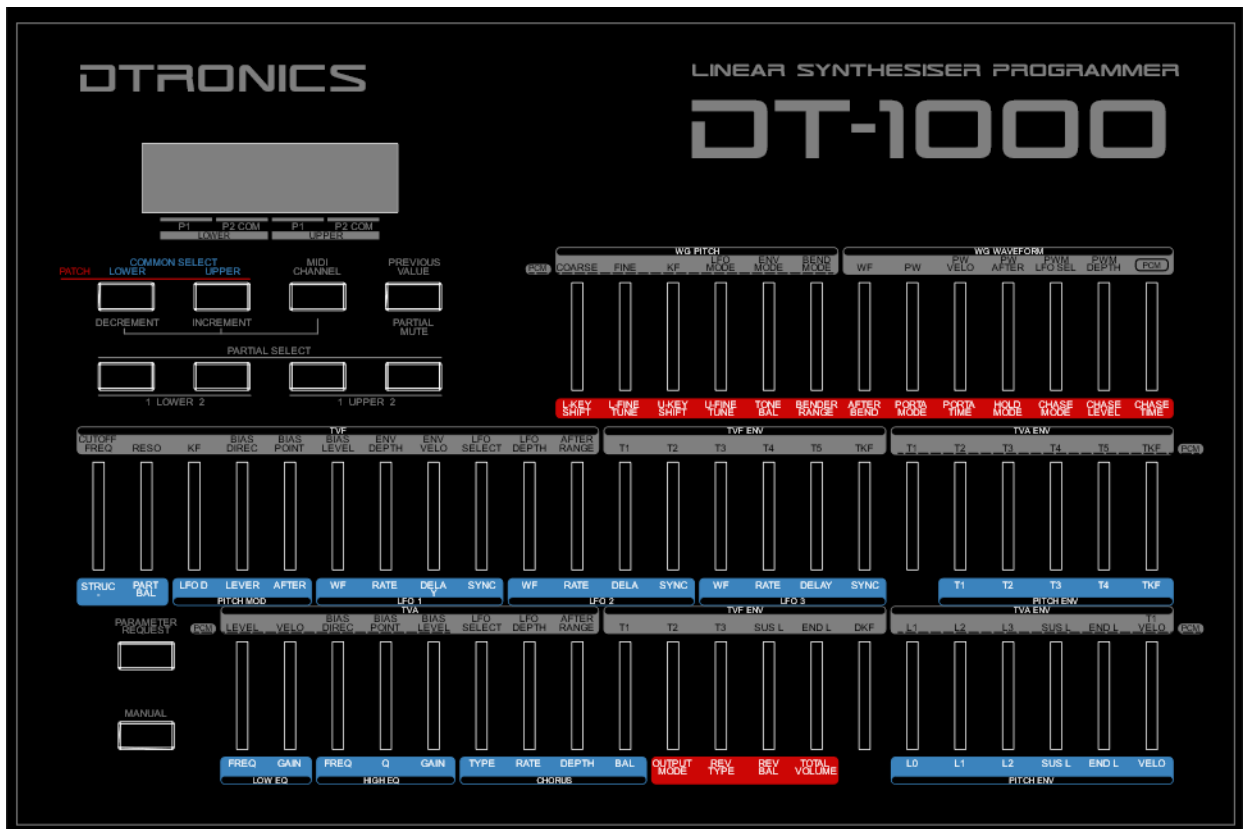 DTRONICS
LINEAR SYNTHESISER PROGRAMMER
DT-1000
P1 P2 COM P1 P2 COM
LOWER UPPER
COMMON SELECT
PATCH: LOWER UPPER
MIDI CHANNEL
PREVIOUS VALUE
DECREMENT INCREMENT
PARTIAL MUTE
PARTIAL SELECT
1 LOWER 2 1 UPPER 2
WG PITCH WG WAVEFORM
PCM COARSE FINE KF LFO MODE ENV MODE BEND MODE WF PW PW VELO PW AFTER PWM LFO SEL PWM DEPTH PCM
L-KEY SHIFT L-FINE TUNE U-KEY SHIFT U-FINE TUNE TONE BAL BENDER RANGE AFTER BEND PORTA MODE PORTA TIME HOLD MODE CHASE MODE CHASE LEVEL CHASE TIME
TVF TVF ENV TVA ENV
CUTOFF FREQ RESO KF BIAS DIREC BIAS POINT BIAS LEVEL ENV DEPTH ENV VELO LFO SELECT LFO DEPTH AFTER RANGE T1 T2 T3 T4 T5 TKF T1 T2 T3 T4 T5 TKF PCM
STRUC - PART BAL LFO D LEVER AFTER WF RATE DELA Y SYNC WF RATE DELA SYNC WF RATE DELAY SYNC T1 T2 T3 T4 TKF
PITCH MOD LFO 1 LFO 2 LFO 3 PITCH ENV
PARAMETER REQUEST
TVA TVF ENV TVA ENV
PCM LEVEL VELO BIAS DIREC BIAS POINT BIAS LEVEL LFO SELECT LFO DEPTH AFTER RANGE T1 T2 T3 SUS L END L DKF L1 L2 L3 SUS L END L T1 VELO PCM
MANUAL
FREQ GAIN FREQ Q GAIN TYPE RATE DEPTH BAL OUTPUT MODE REV TYPE REV BAL TOTAL VOLUME L0 L1 L2 SUS L END L VELO
LOW EQ HIGH EQ CHORUS PITCH ENV